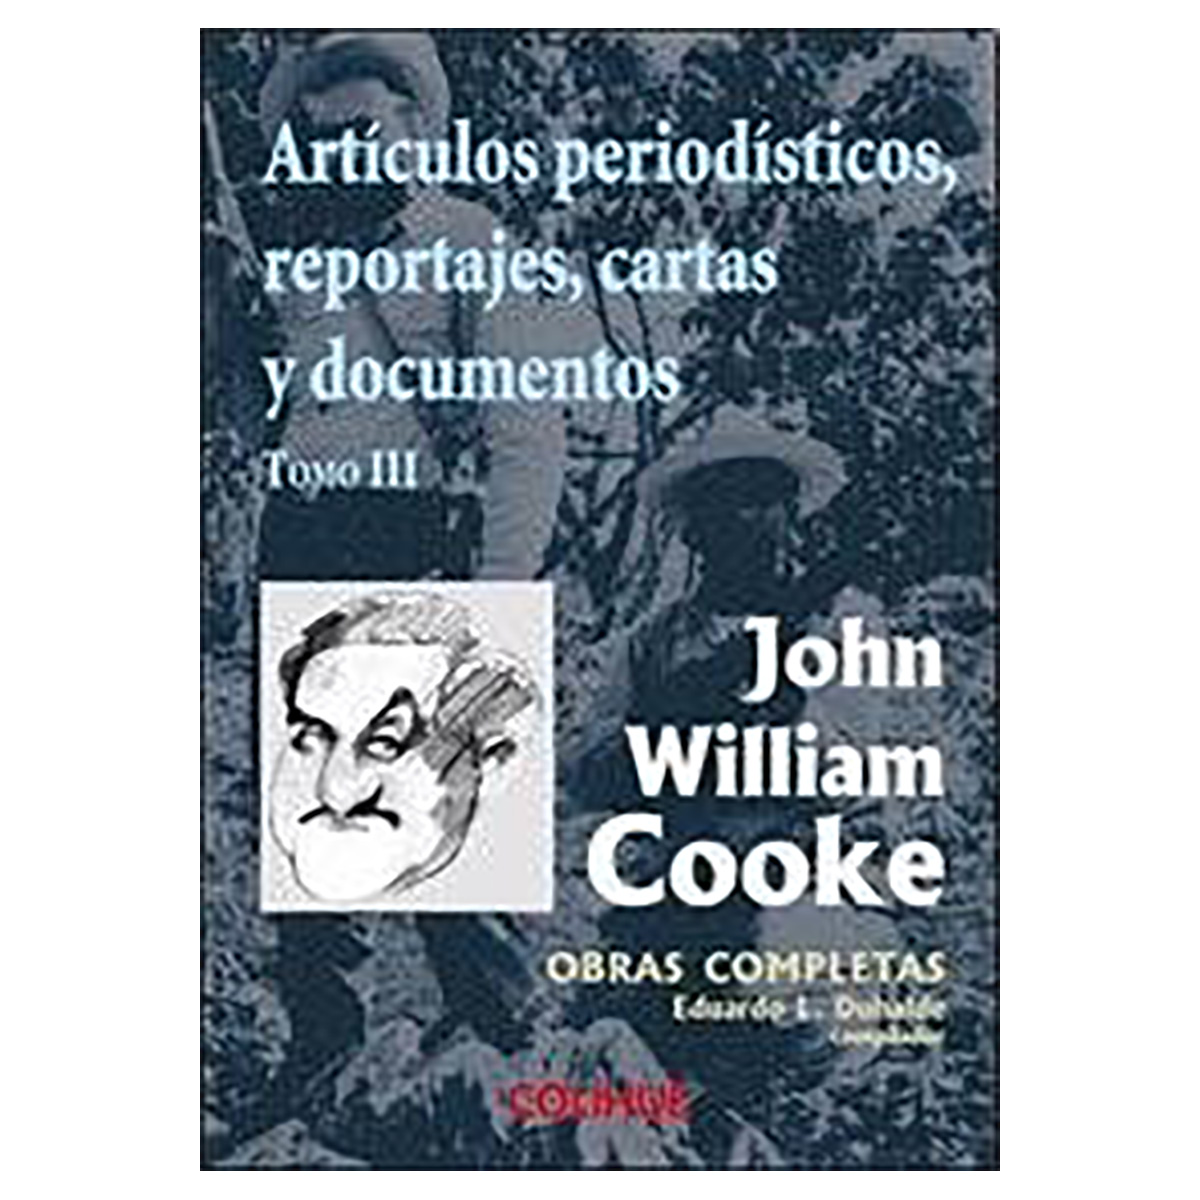 Artículos periodísticos,
reportajes, cartas
y documentos
Tomo III
John
William
Cooke
OBRAS COMPLETAS
Eduardo L. Duhalde
Compilador
COLIHUE